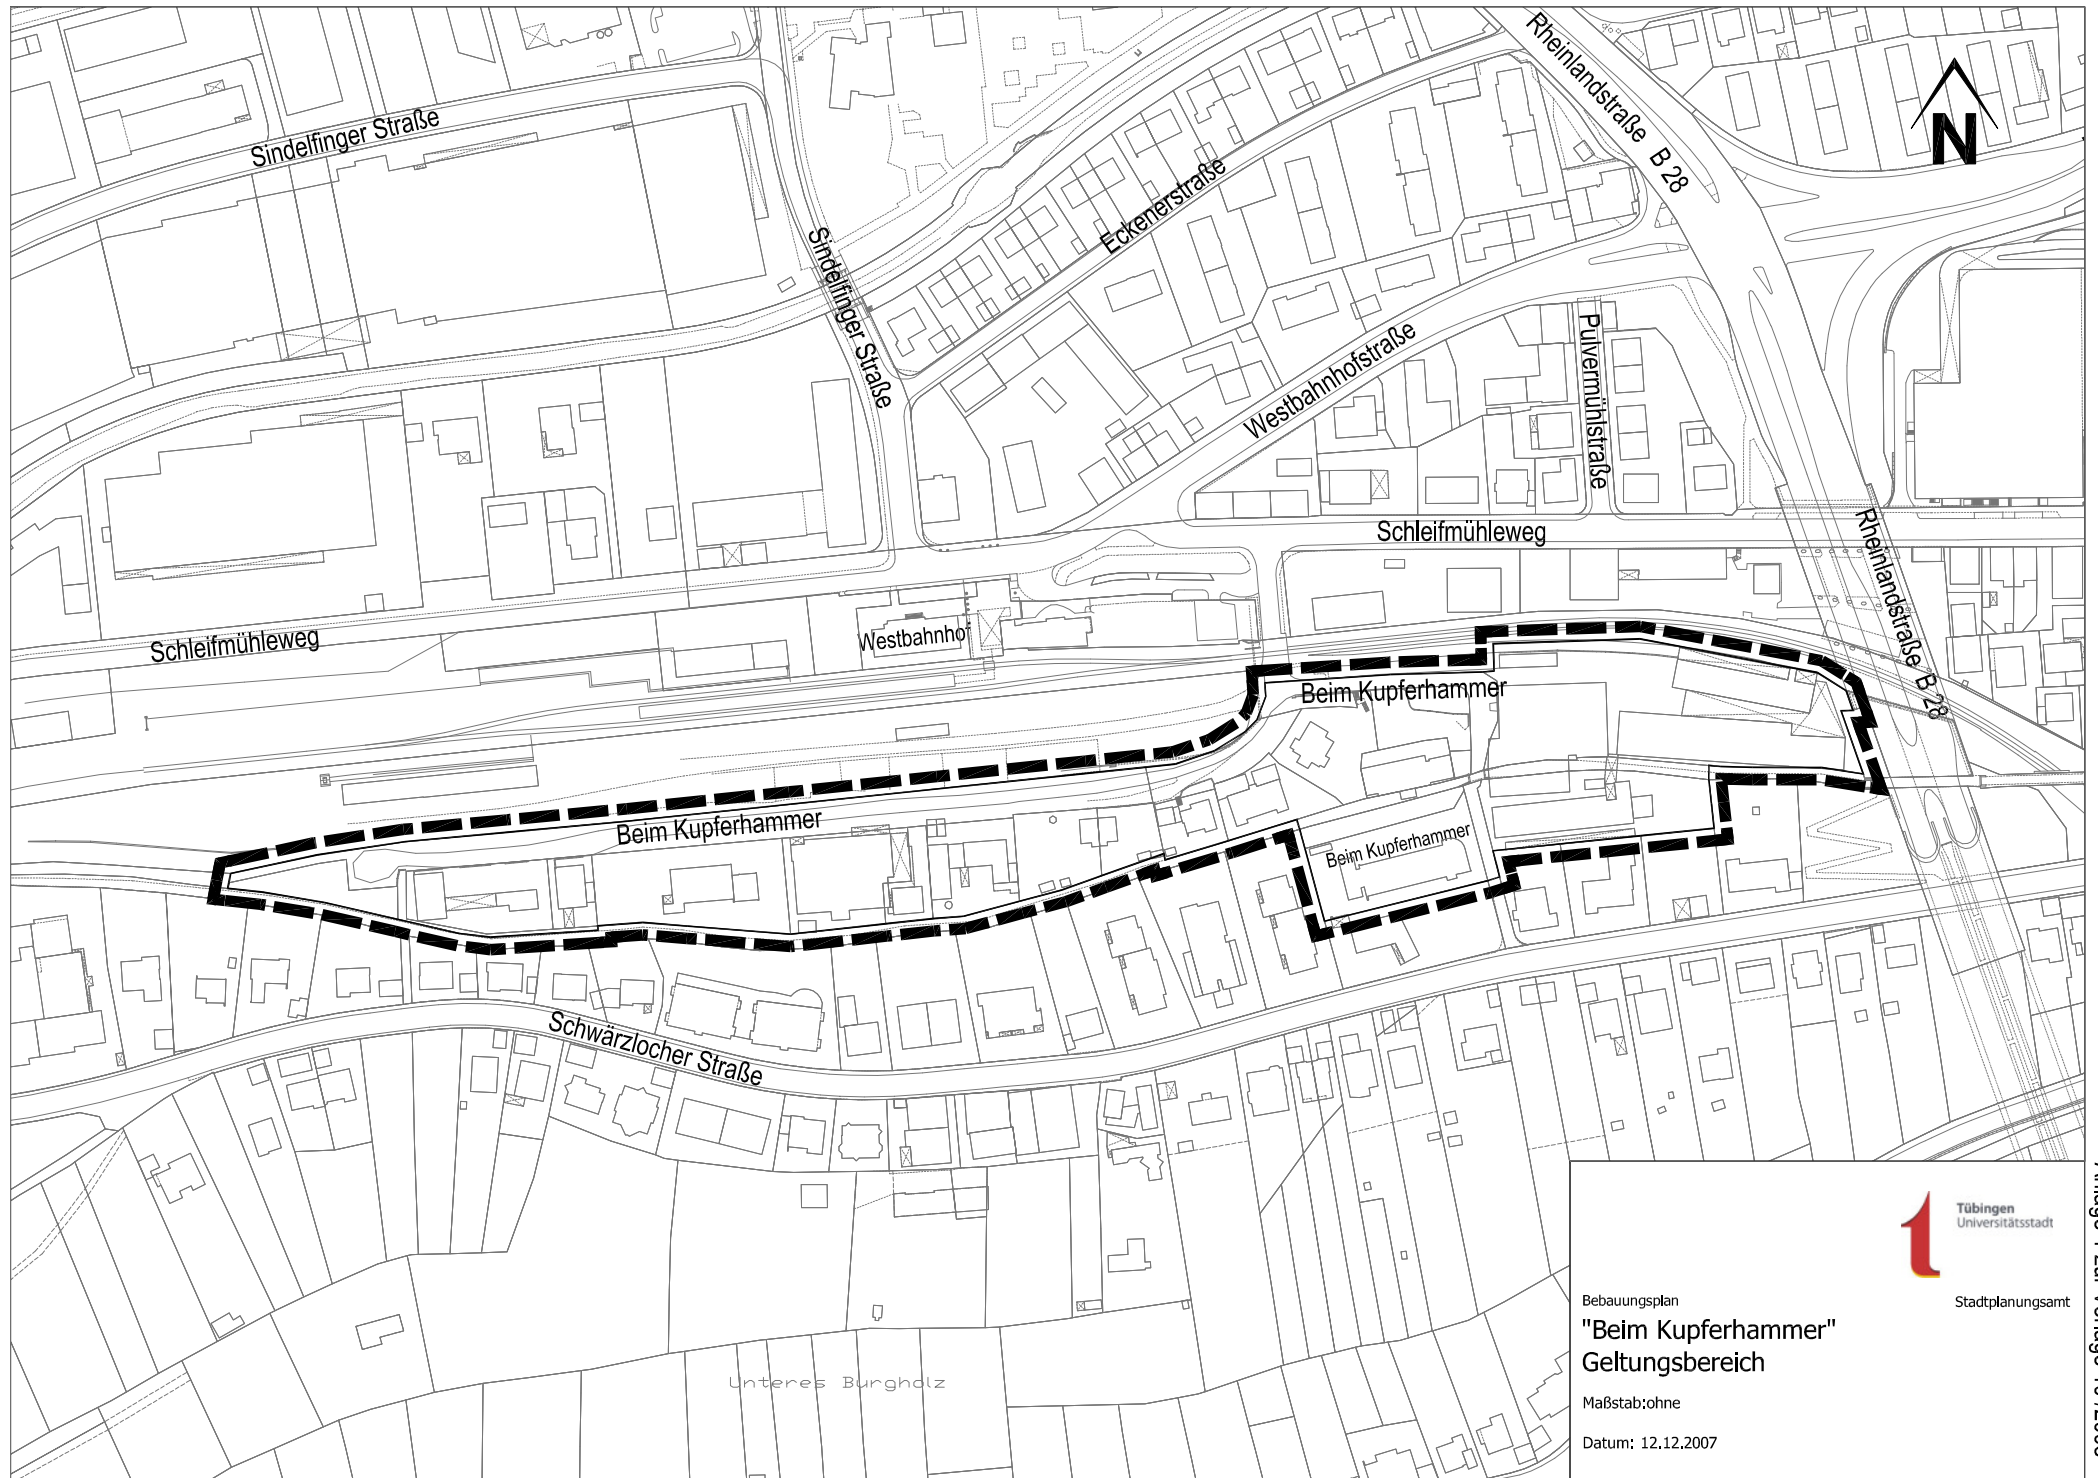 Rheinlandstraße B 28
N
Sindelfinger Straße
Eckenerstraße
Sindelfinger Straße
Westbahnhofstraße
Pulvermühlstraße
Schleifmühleweg
Rheinlandstraße B 28
Schleifmühleweg
Westbahnhof
Beim Kupferhammer
Beim Kupferhammer
Beim Kupferhammer
Schwärzlocher Straße
Unteres Burgholz
Tübingen
Universitätsstadt
Stadtplanungsamt
Bebauungsplan
"Beim Kupferhammer"
Geltungsbereich
Maßstab:ohne
Datum: 12.12.2007